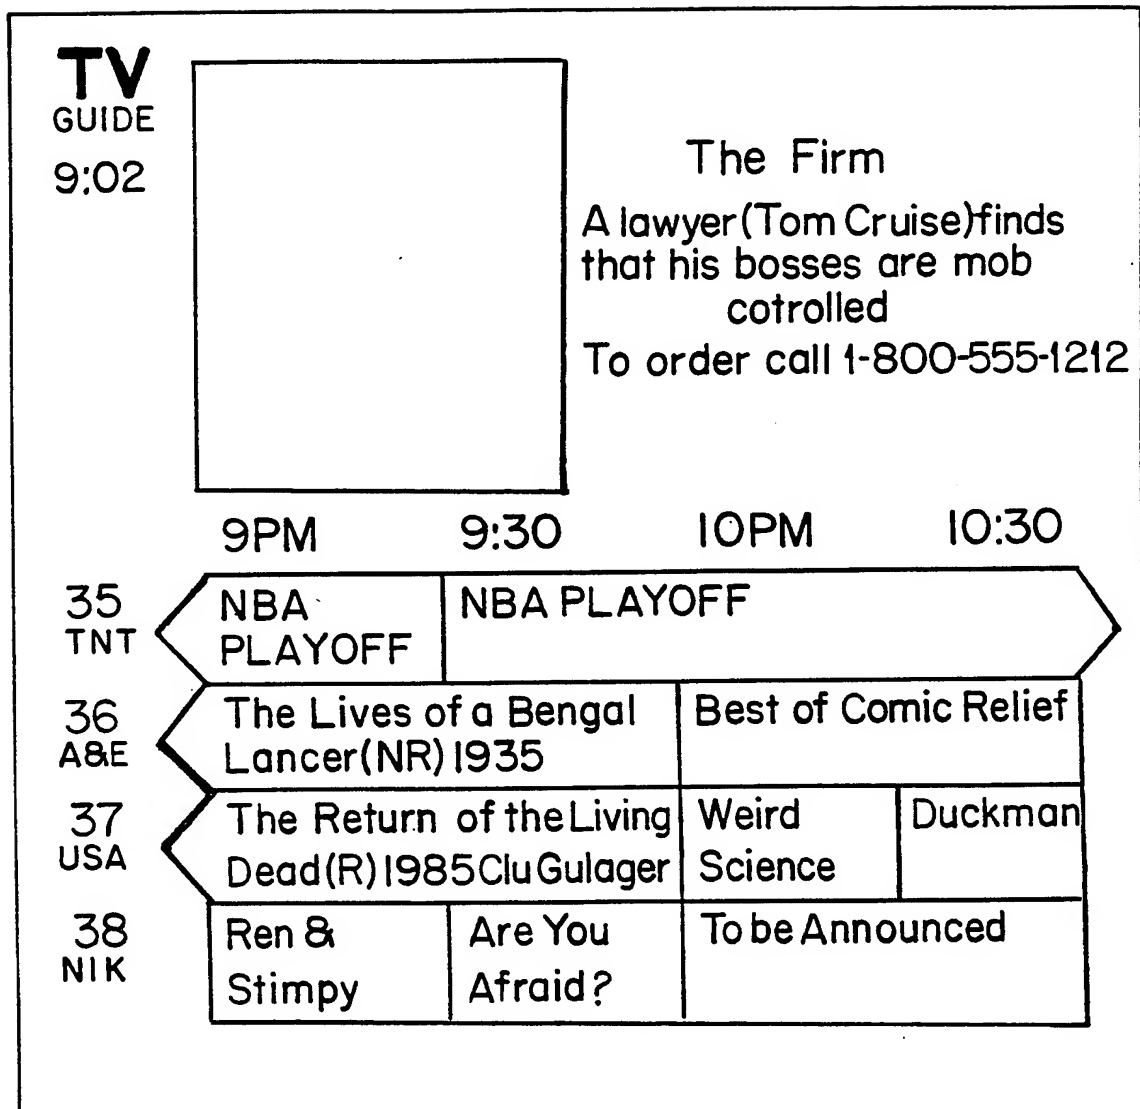 TV
GUIDE
9:02
The Firm
A lawyer (Tom Cruise) finds
that his bosses are mob
cotrolled
To order call 1-800-555-1212
9PM 9:30 10PM 10:30
35
TNT
NBA
PLAYOFF
NBA PLAYOFF
36
A&E
The Lives of a Bengal
Lancer (NR) 1935
Best of Comic Relief
37
USA
The Return of the Living
Dead (R) 1985 Clu Gulager
Weird
Science
Duckman
38
NIK
Ren &
Stimpy
Are You
Afraid?
To be Announced